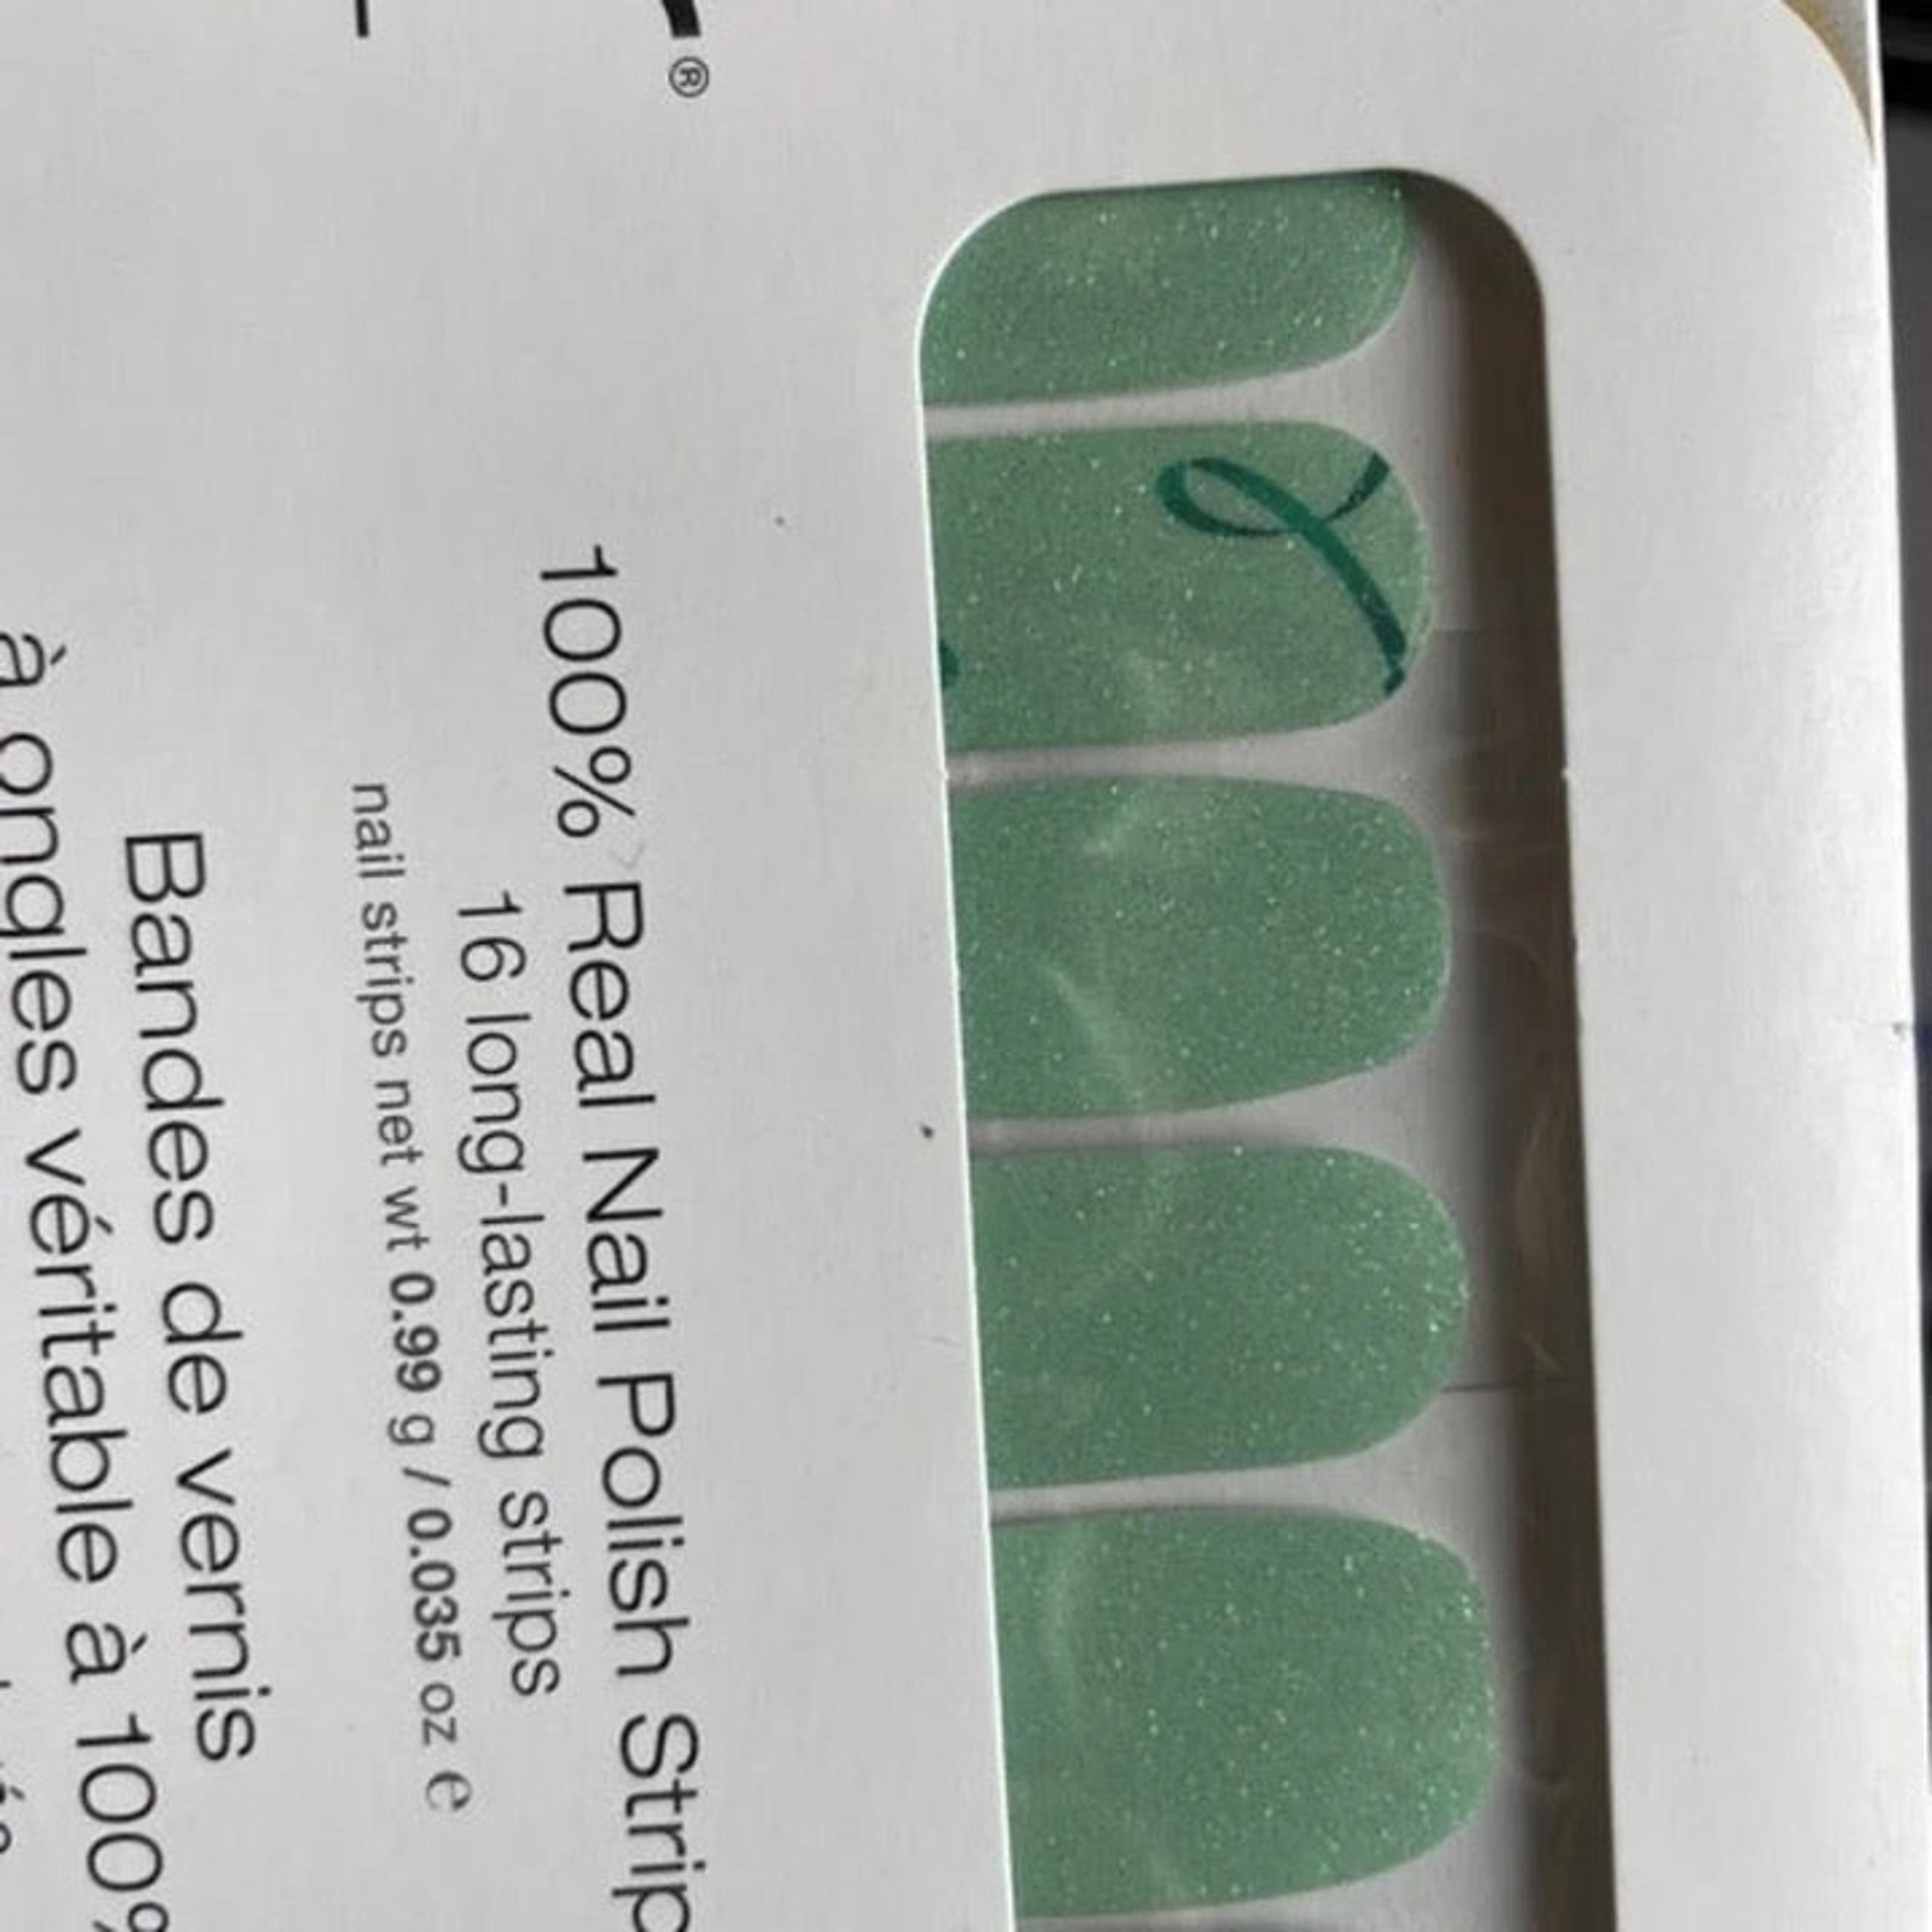 ®
100% Real Nail Polish Strip
16 long-lasting strips
nail strips net wt 0.99 g / 0.035 oz e
Bandes de vernis
à ongles véritable à 100%